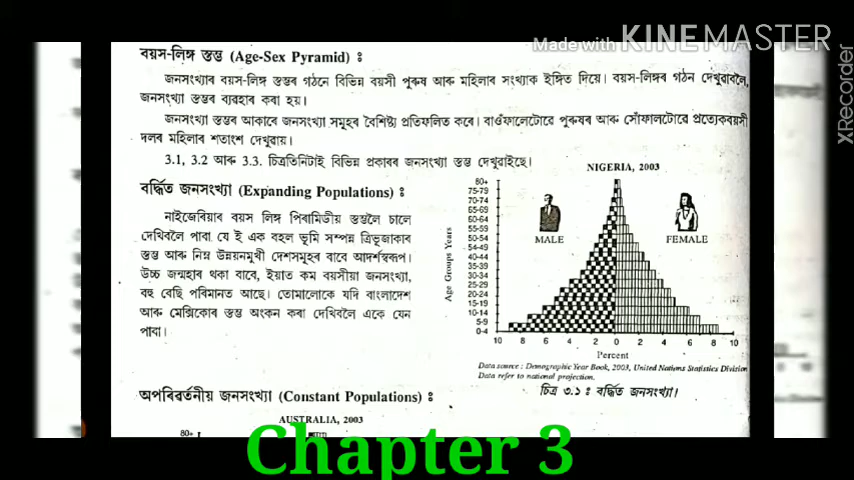 Made with KINEMASTER
XRecorder
বয়স-লিঙ্গ স্তম্ভ (Age-Sex Pyramid) :
জনসংখ্যাৰ বয়স-লিঙ্গ স্তম্ভৰ গঠনে বিভিন্ন বয়সী পুৰুষ আৰু মহিলাৰ সংখ্যাক ইঙ্গিত দিয়ে। বয়স-লিঙ্গৰ গঠন দেখুৱাবলৈ,
জনসংখ্যা স্তম্ভৰ ব্যৱহাৰ কৰা হয়।
জনসংখ্যা স্তম্ভৰ আকাৰে জনসংখ্যা সমূহৰ বৈশিষ্ট্য প্ৰতিফলিত কৰে। বাওঁফালেটোৱে পুৰুষৰ আৰু সোঁফালটোৱে প্ৰত্যেকবয়সী
দলৰ মহিলাৰ শতাংশ দেখুৱায়।
3.1, 3.2 আৰু 3.3. চিত্ৰতিনিটাই বিভিন্ন প্ৰকাৰৰ জনসংখ্যা স্তম্ভ দেখুৱাইছে।
বৰ্দ্ধিত জনসংখ্যা (Expanding Populations) :
নাইজেৰিয়াৰ বয়স লিঙ্গ পিৰামিডীয় স্তম্ভলৈ চালে
দেখিবলৈ পাবা যে ই এক বহল ভূমি সম্পন্ন ত্ৰিভূজাকাৰ
স্তম্ভ আৰু নিম্ন উন্নয়নমুখী দেশসমূহৰ বাবে আদৰ্শস্বৰূপ।
উচ্চ জন্মহাৰ থকা বাবে, ইয়াত কম বয়সীয়া জনসংখ্যা,
বহু বেছি পৰিমানত আছে। তোমালোকে যদি বাংলাদেশ
আৰু মেক্সিকোৰ স্তম্ভ অংকন কৰা দেখিবলৈ একে যেন
পাবা।
NIGERIA, 2003
80+
75-79
70-74
65-69
60-64
55-59
50-54
54-49
40-44
35-39
30-34
25-29
20-24
15-19
10-14
5-9
0-4
Age Groups Years
MALE
FEMALE
10 8 6 4 2 0 2 4 6 8 10
Percent
Data source : Demographic Year Book, 2003, United Nations Statistics Division
Data refer to national projection.
চিত্ৰ ৩.১ ঃ বৰ্দ্ধিত জনসংখ্যা।
অপৰিবৰ্তনীয় জনসংখ্যা (Constant Populations) :
AUSTRALIA, 2003
80+
Chapter 3